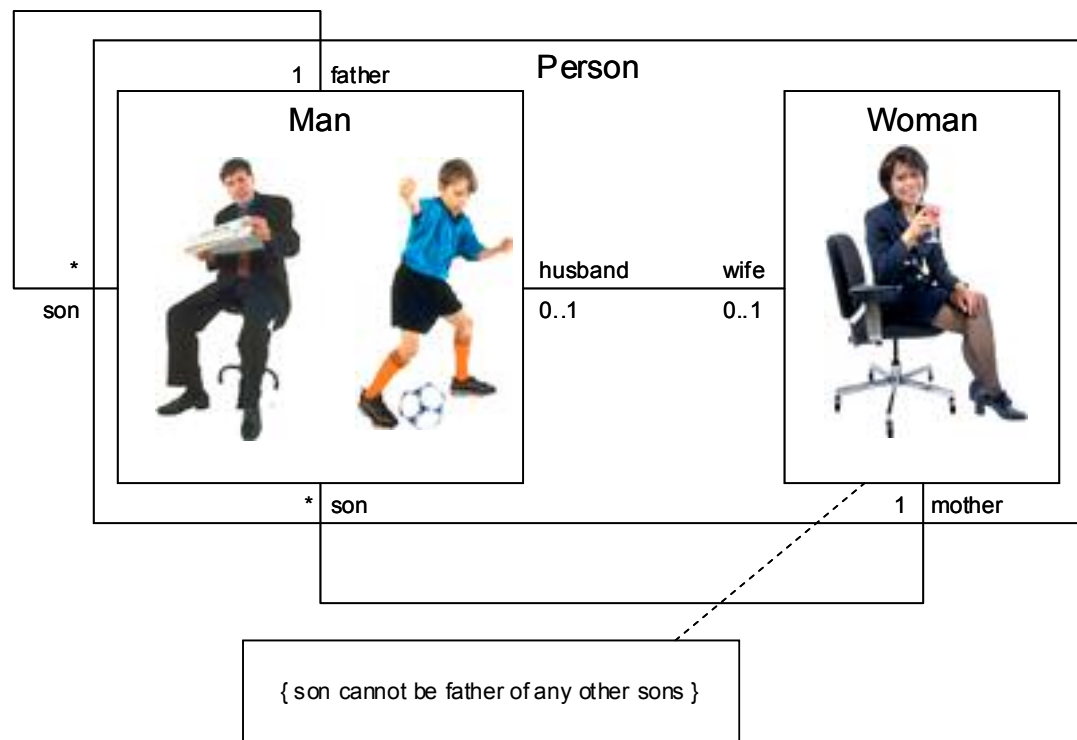 Person
1 father
Man
Woman
* son
husband wife
0..1 0..1
* son
1 mother
{ son cannot be father of any other sons }